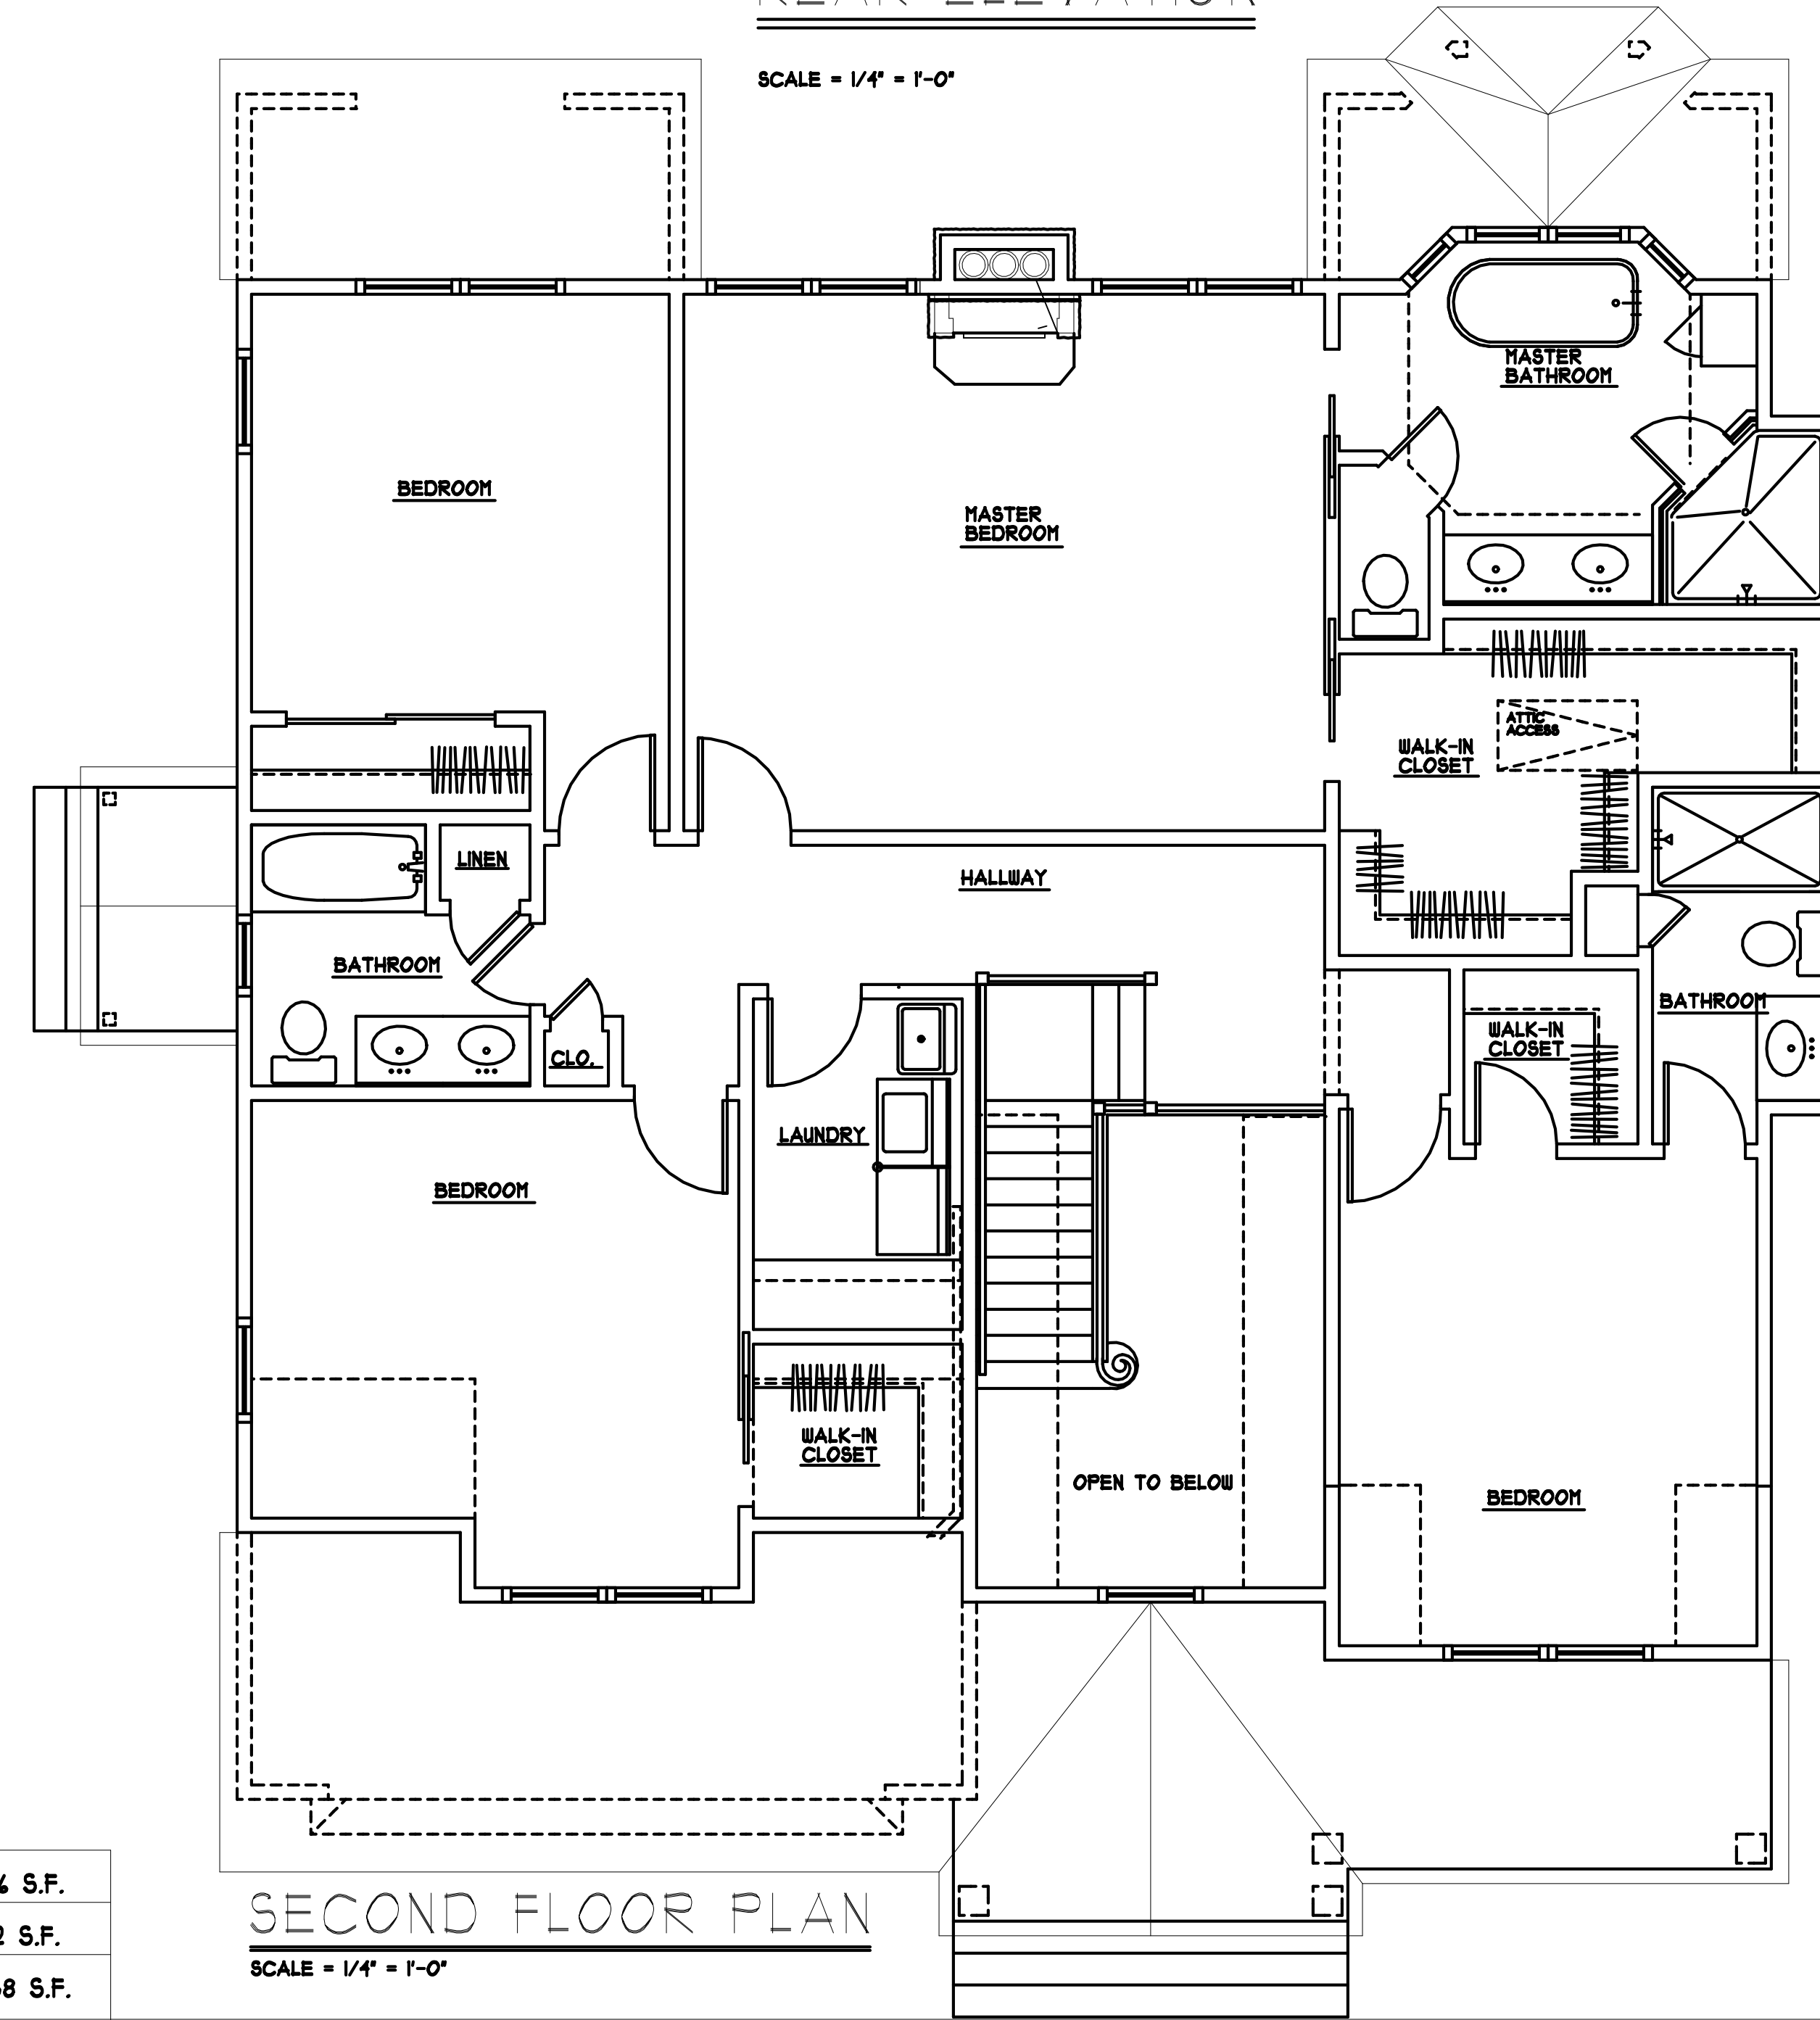 SCALE = 1/4" = 1'-0"
MASTER
BATHROOM
BEDROOM
MASTER
BEDROOM
ATTIC
ACCESS
WALK-IN
CLOSET
LINEN
HALLWAY
BATHROOM
BATHROOM
WALK-IN
CLOSET
CLO.
LAUNDRY
BEDROOM
WALK-IN
CLOSET
OPEN TO BELOW
BEDROOM
S.F.
S.F.
S.F.
SECOND FLOOR PLAN
SCALE = 1/4" = 1'-0"